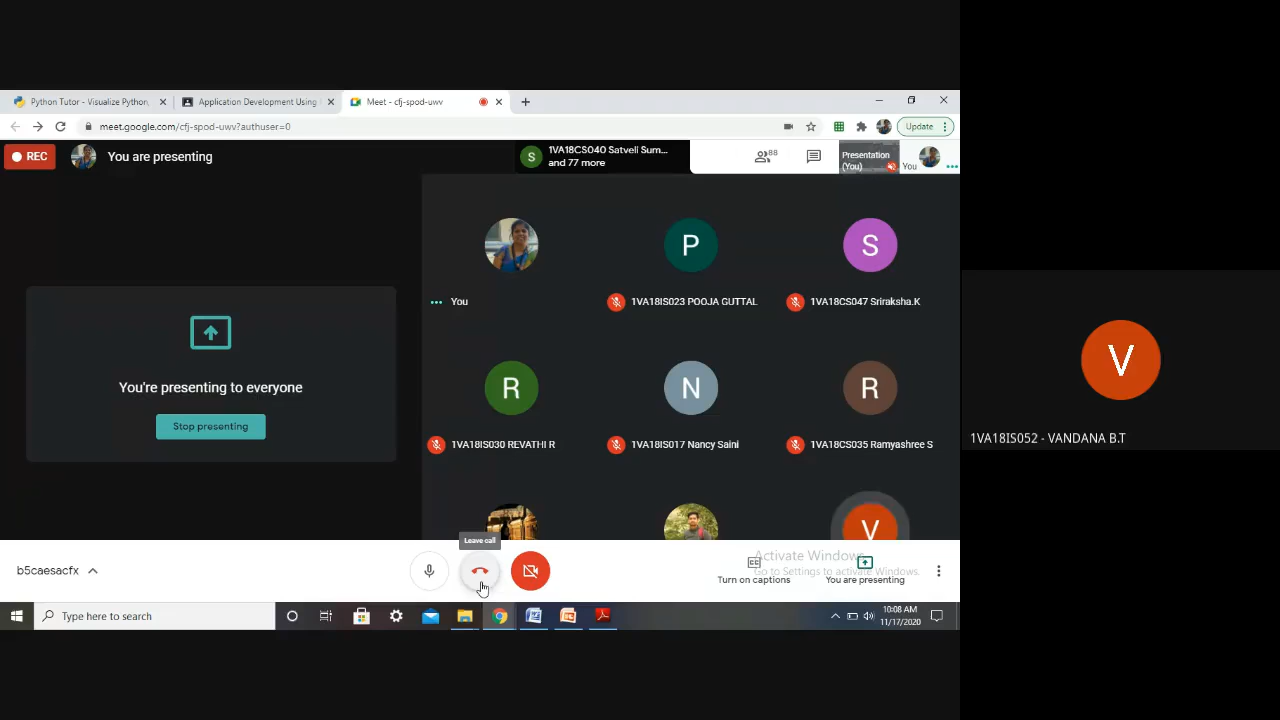 Python Tutor - Visualize Python,
Application Development Using
Meet - cfj-spod-uwv
meet.google.com/cfj-spod-uwv?authuser=0
Update
REC
You are presenting
S
1VA18CS040 Satveli Sum...
and 77 more
88
Presentation
(You)
You
P
S
You
1VA18IS023 POOJA GUTTAL
1VA18CS047 Sriraksha.K
You're presenting to everyone
Stop presenting
R
N
R
1VA18IS030 REVATHI R
1VA18IS017 Nancy Saini
1VA18CS035 Ramyashree S
V
V
1VA18IS052 - VANDANA B.T
Leave call
b5caesacfx
CC
Turn on captions
You are presenting
Activate Windows
Go to Settings to activate Windows.
Type here to search
10:08 AM
11/17/2020